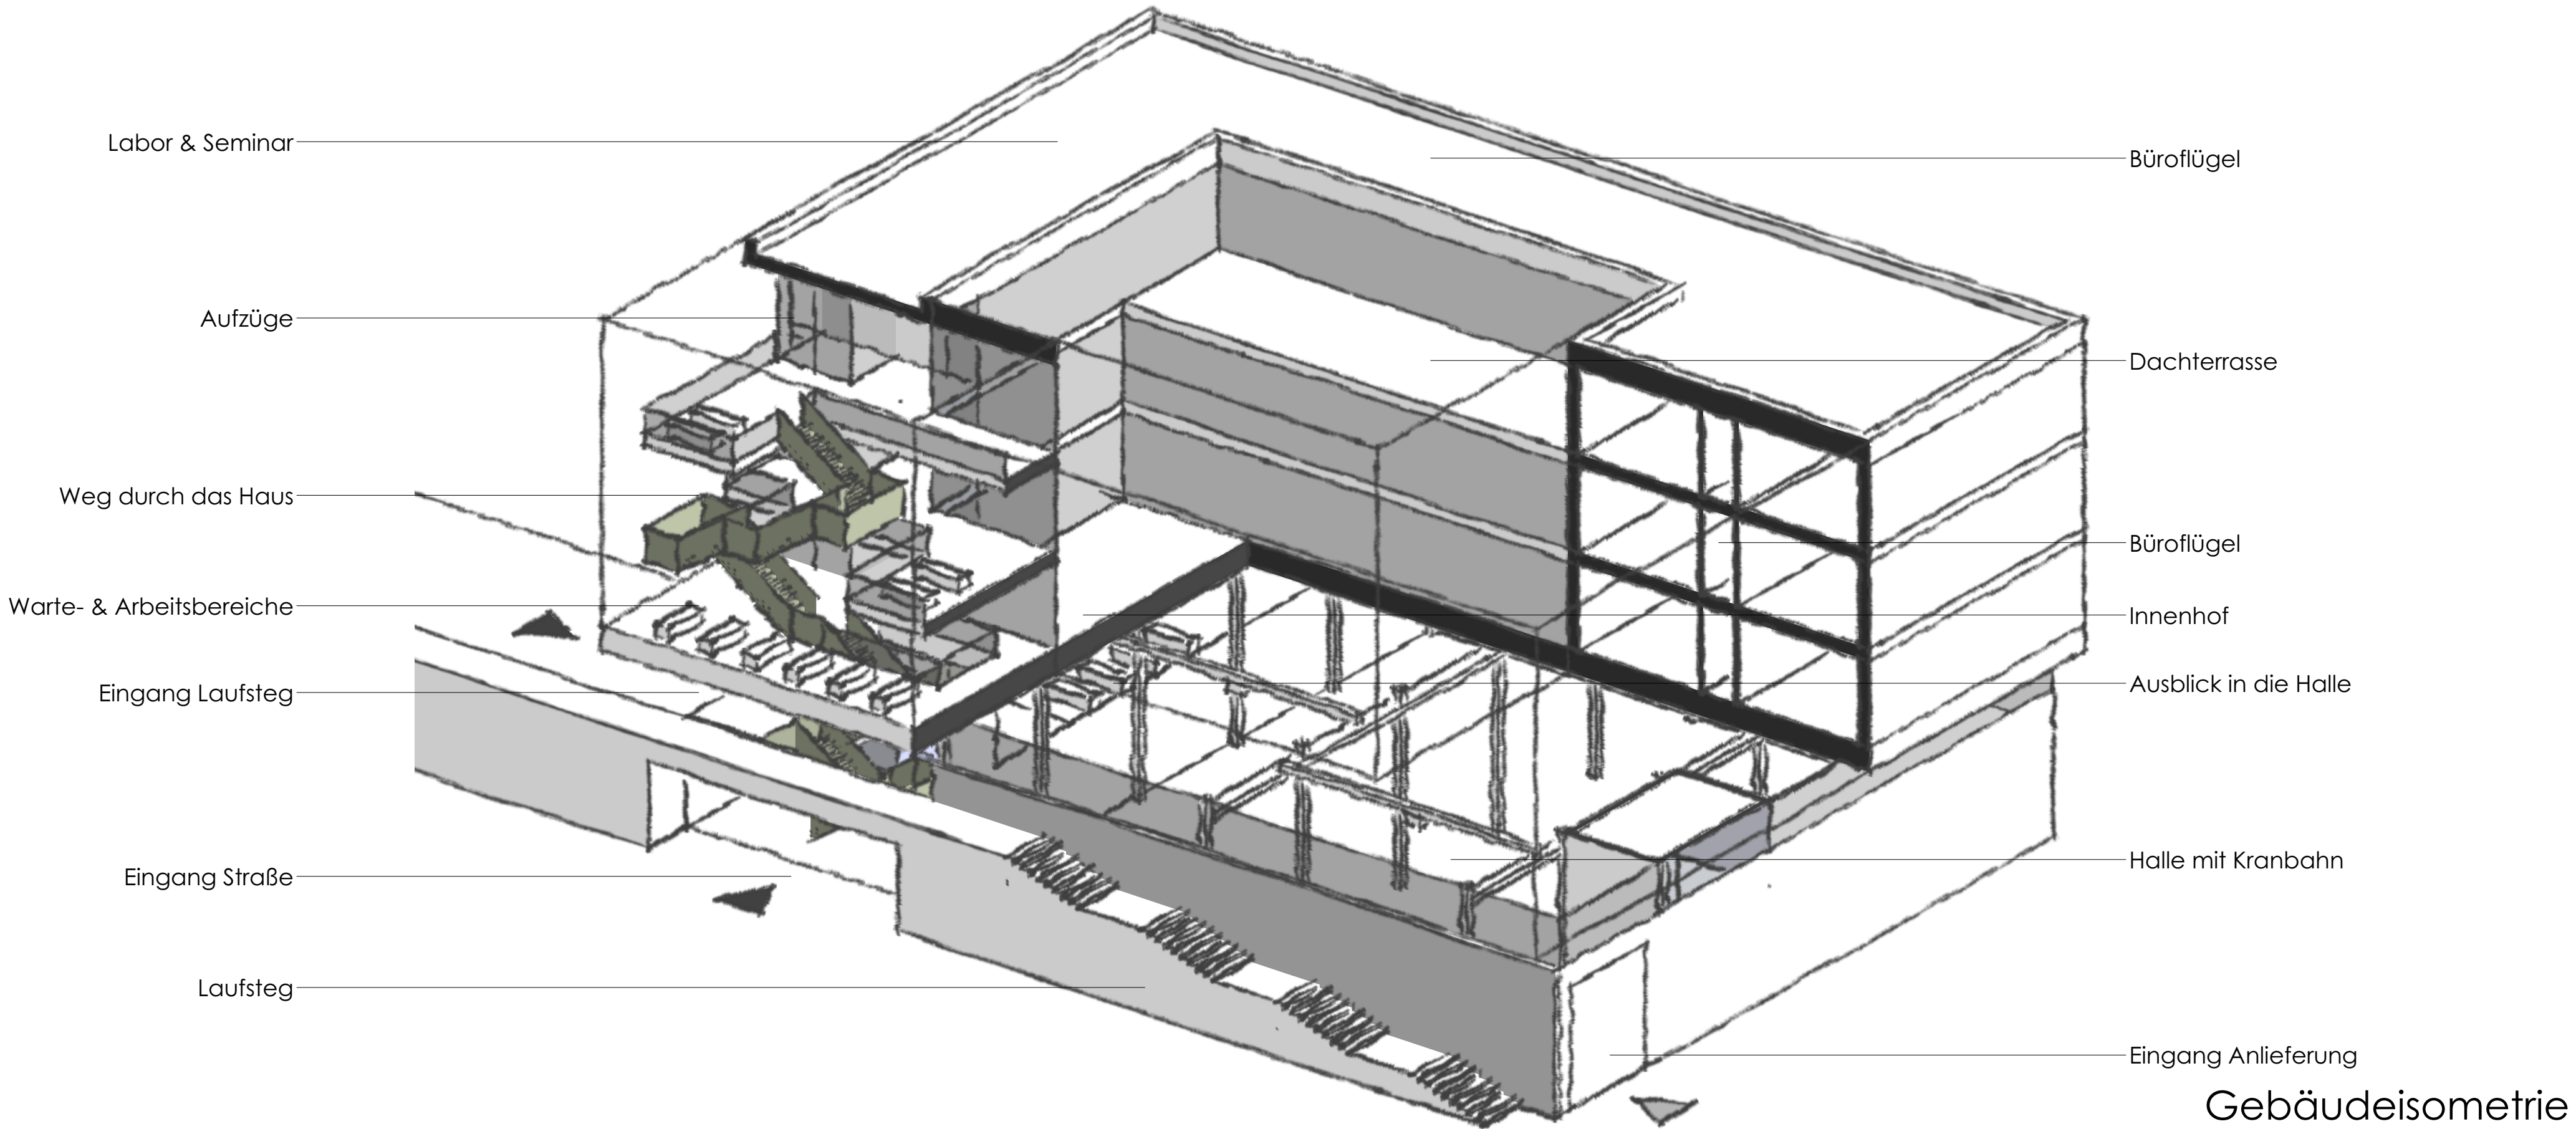 Labor & Seminar
Aufzüge
Weg durch das Haus
Warte- & Arbeitsbereiche
Eingang Laufsteg
Eingang Straße
Laufsteg
Büroflügel
Dachterrasse
Büroflügel
Innenhof
Ausblick in die Halle
Halle mit Kranbahn
Eingang Anlieferung
Gebäudeisometrie